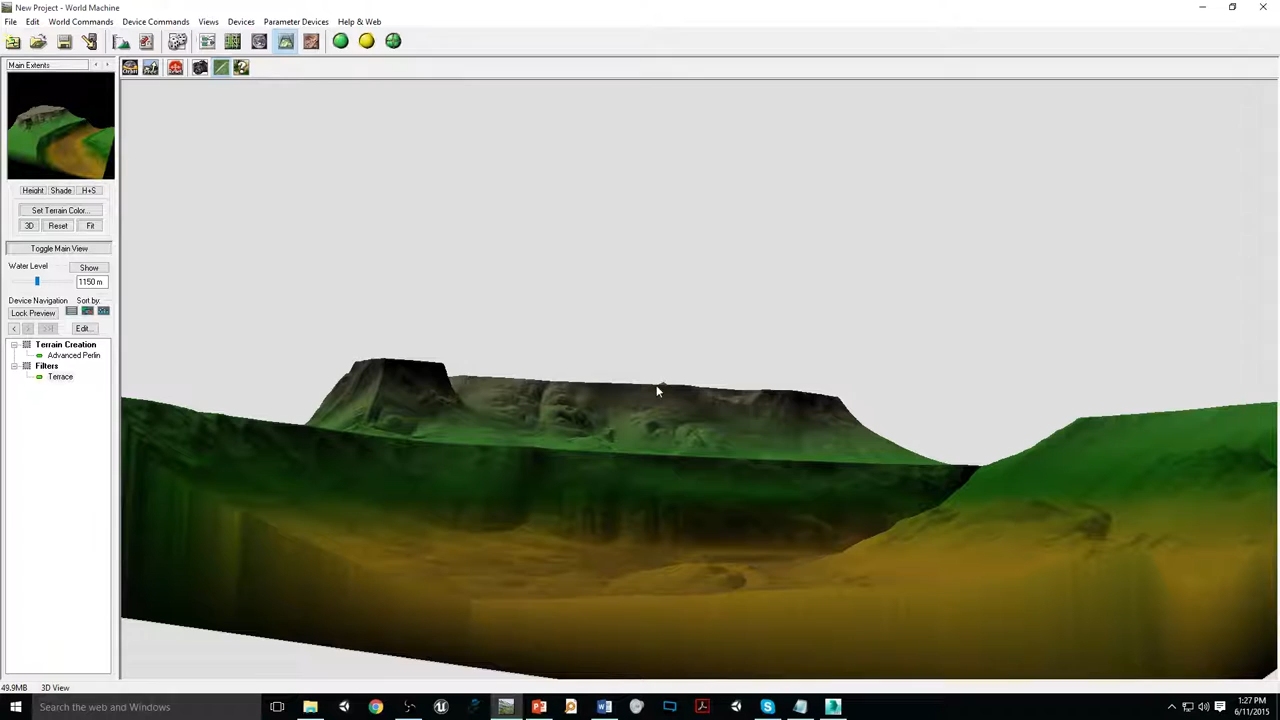 New Project - World Machine
File Edit World Commands Device Commands Views Devices Parameter Devices Help & Web
Main Extents
Height Shade H+S
Set Terrain Color...
3D Reset Fit
Toggle Main View
Water Level Show
1150 m
Device Navigation Sort by:
Lock Preview
Edit...
Terrain Creation
Advanced Perlin
Filters
Terrace
49.9MB 3D View
Search the web and Windows
1:27 PM
6/11/2015